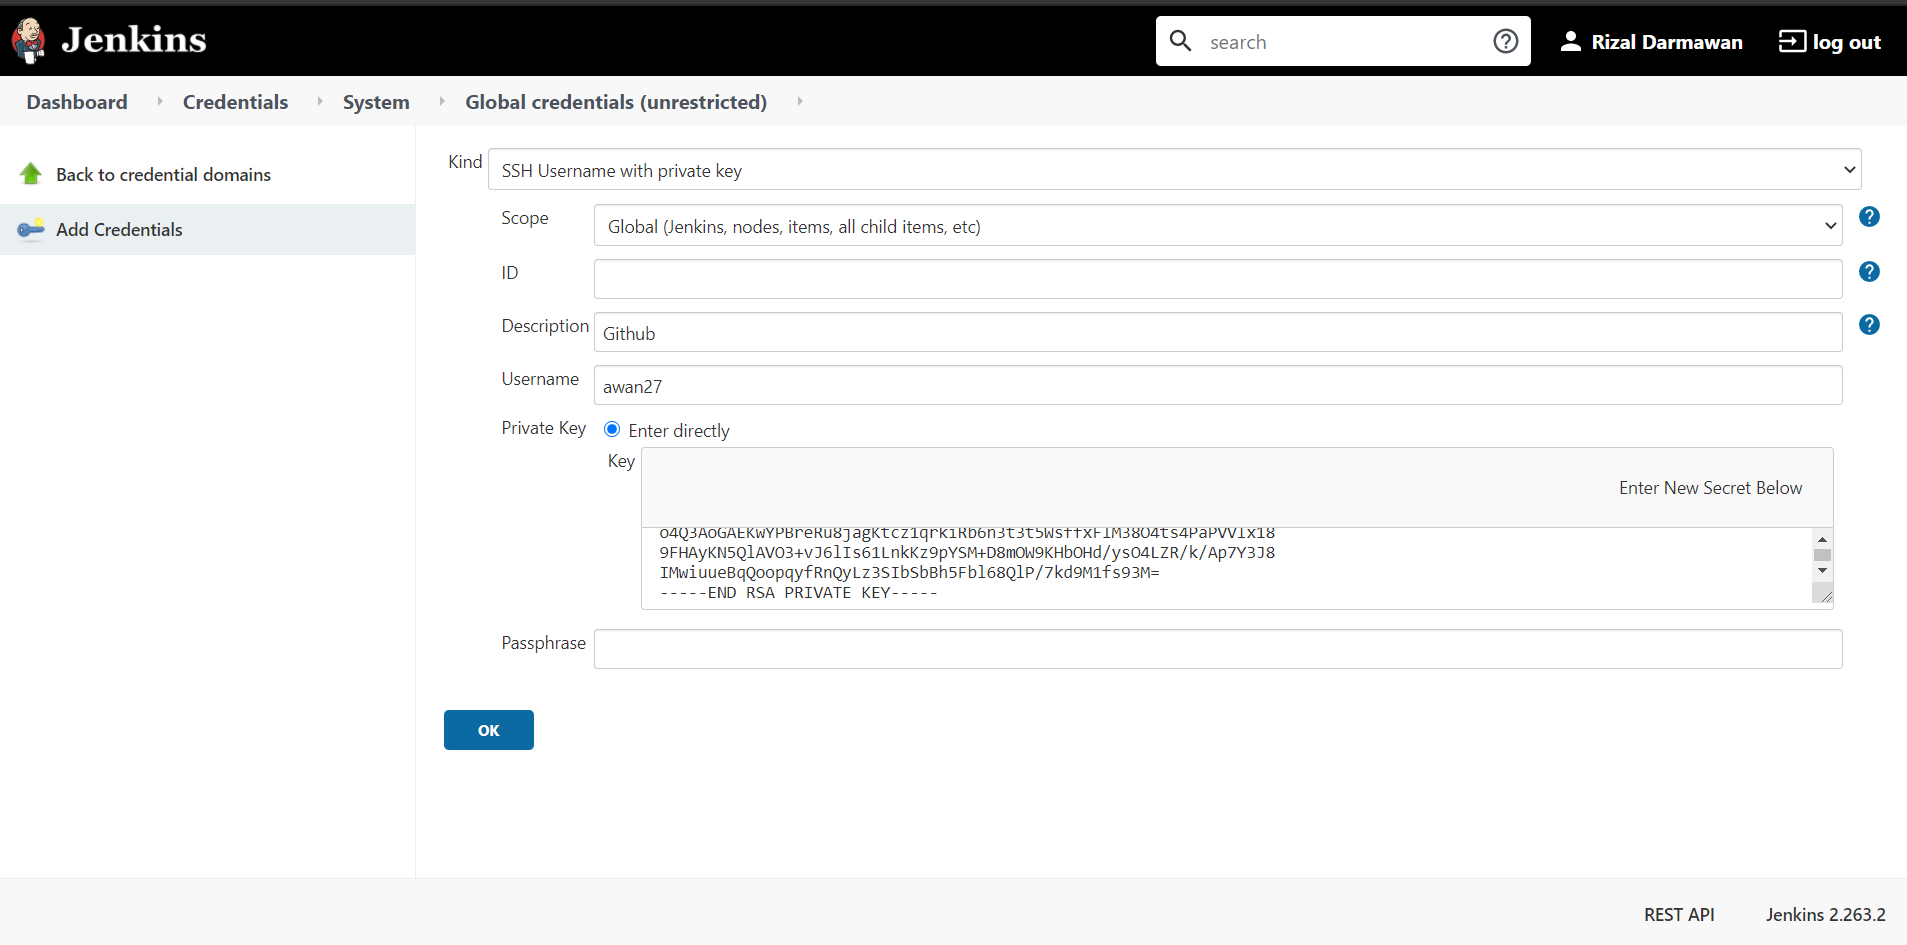 Jenkins
search
Rizal Darmawan
log out
Dashboard
Credentials
System
Global credentials (unrestricted)
Back to credential domains
Add Credentials
Kind
SSH Username with private key
Scope
Global (Jenkins, nodes, items, all child items, etc)
ID
Description
Github
Username
awan27
Private Key
Enter directly
Key
Enter New Secret Below
9FHAyKN5QlAVO3+vJ6lIs61LnkKz9pYSM+D8mOW9KHbOHd/ysO4LZR/k/Ap7Y3J8
IMwiuueBqQoopqyfRnQyLz3SIbSbBh5Fbl68QlP/7kd9M1fs93M=
-----END RSA PRIVATE KEY-----
Passphrase
OK
REST API
Jenkins 2.263.2